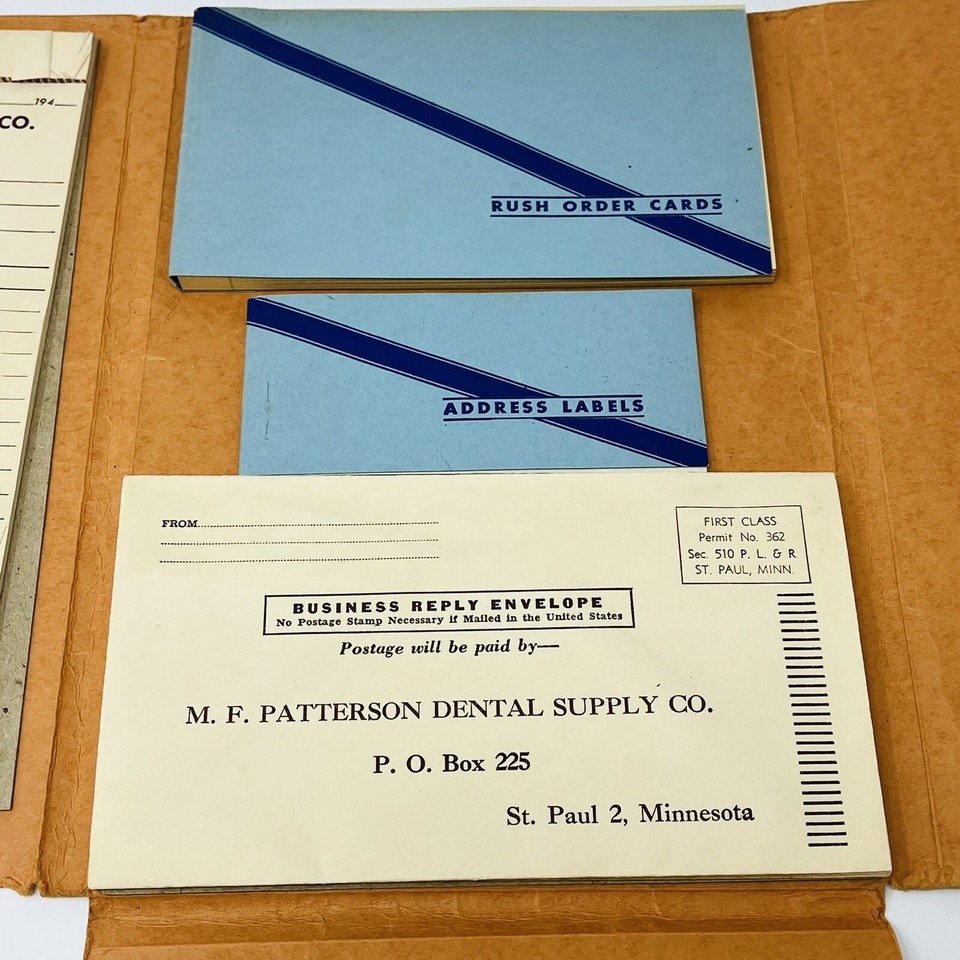 194
CO.
RUSH ORDER CARDS
ADDRESS LABELS
FROM
FIRST CLASS
Permit No. 362
Sec. 510 P. L. & R.
ST. PAUL, MINN.
BUSINESS REPLY ENVELOPE
No Postage Stamp Necessary if Mailed in the United States
Postage will be paid by—
M. F. PATTERSON DENTAL SUPPLY CO.
P. O. Box 225
St. Paul 2, Minnesota